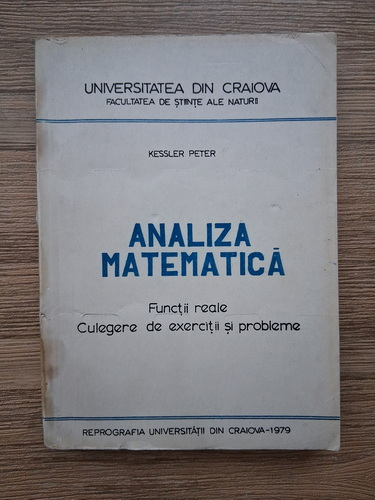 UNIVERSITATEA DIN CRAIOVA
FACULTATEA DE ȘTIINȚE ALE NATURII
KESSLER PETER
ANALIZA
MATEMATICĂ
Funcții reale
Culegere de exerciții și probleme
REPROGRAFIA UNIVERSITĂȚII DIN CRAIOVA-1979